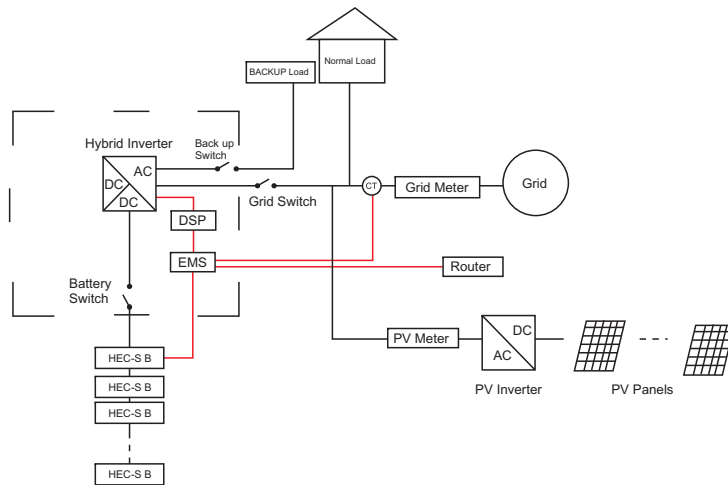 Normal Load
BACKUP Load
Hybrid Inverter
Back up
Switch
AC
DC
DC
CT
Grid Meter
Grid
Grid Switch
DSP
EMS
Router
Battery
Switch
PV Meter
DC
AC
HEC-S B
PV Inverter
PV Panels
HEC-S B
HEC-S B
HEC-S B